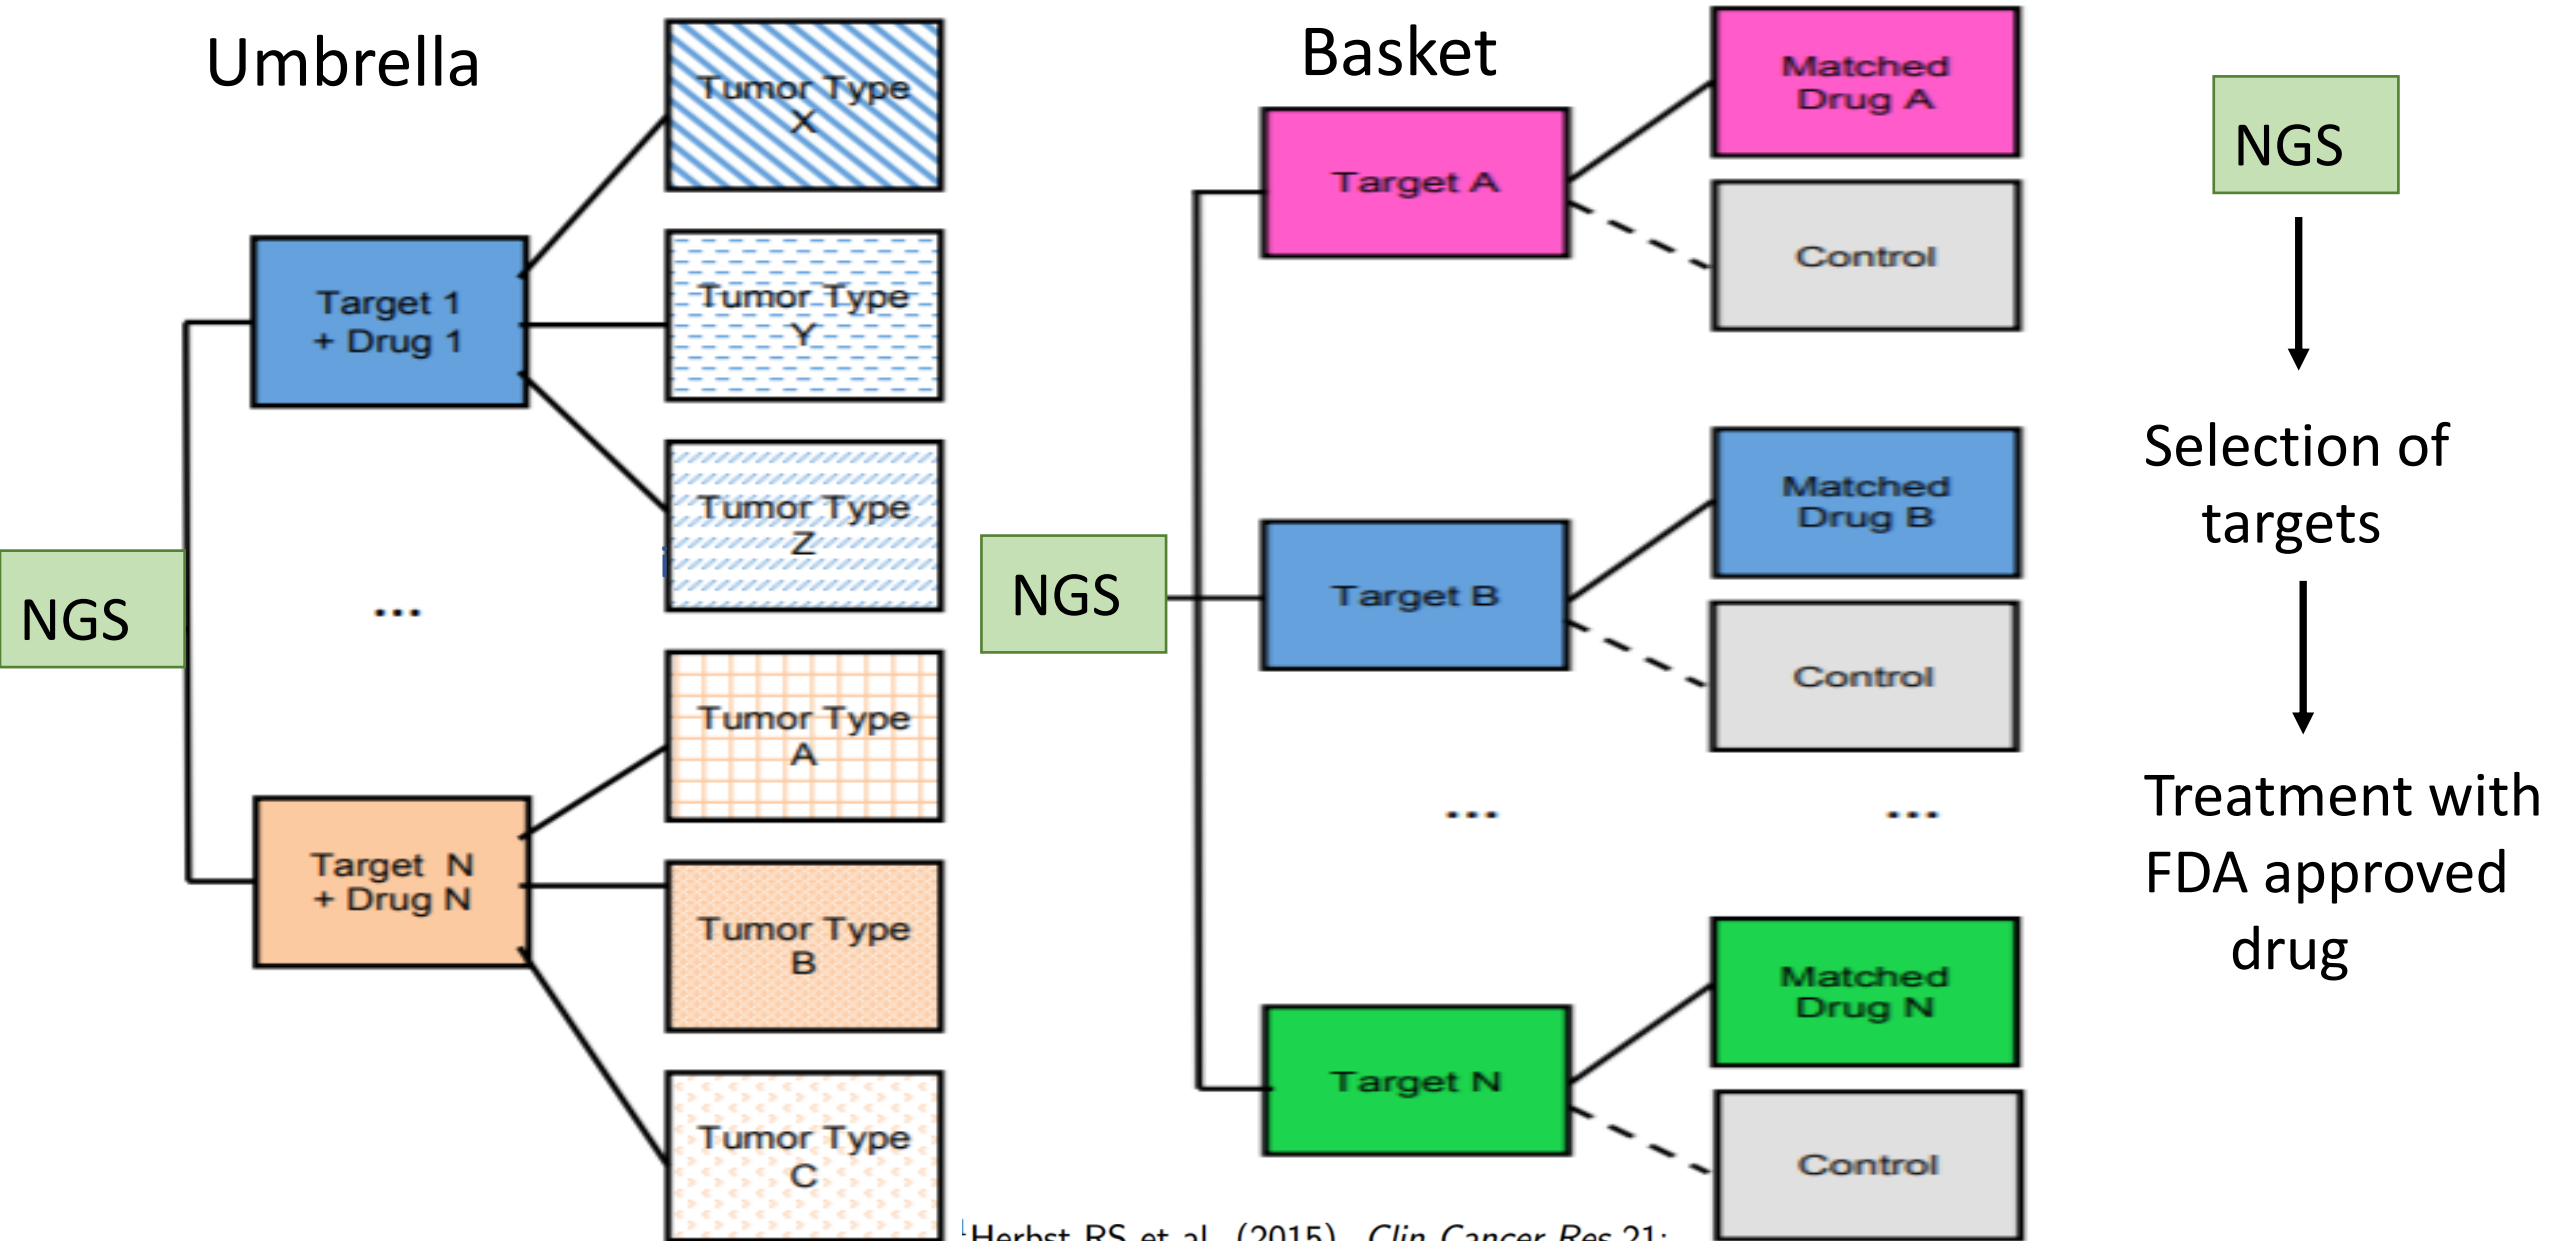 Umbrella
NGS
Target 1
+ Drug 1
Tumor Type
X
Tumor Type
Y
Tumor Type
Z
...
Target N
+ Drug N
Tumor Type
A
Tumor Type
B
Tumor Type
C
Basket
NGS
Target A
Matched
Drug A
Control
Target B
Matched
Drug B
Control
...
...
Target N
Matched
Drug N
Control
NGS
Selection of
targets
Treatment with
FDA approved
drug
Herbst RS et al. (2015). Clin Cancer Res 21: